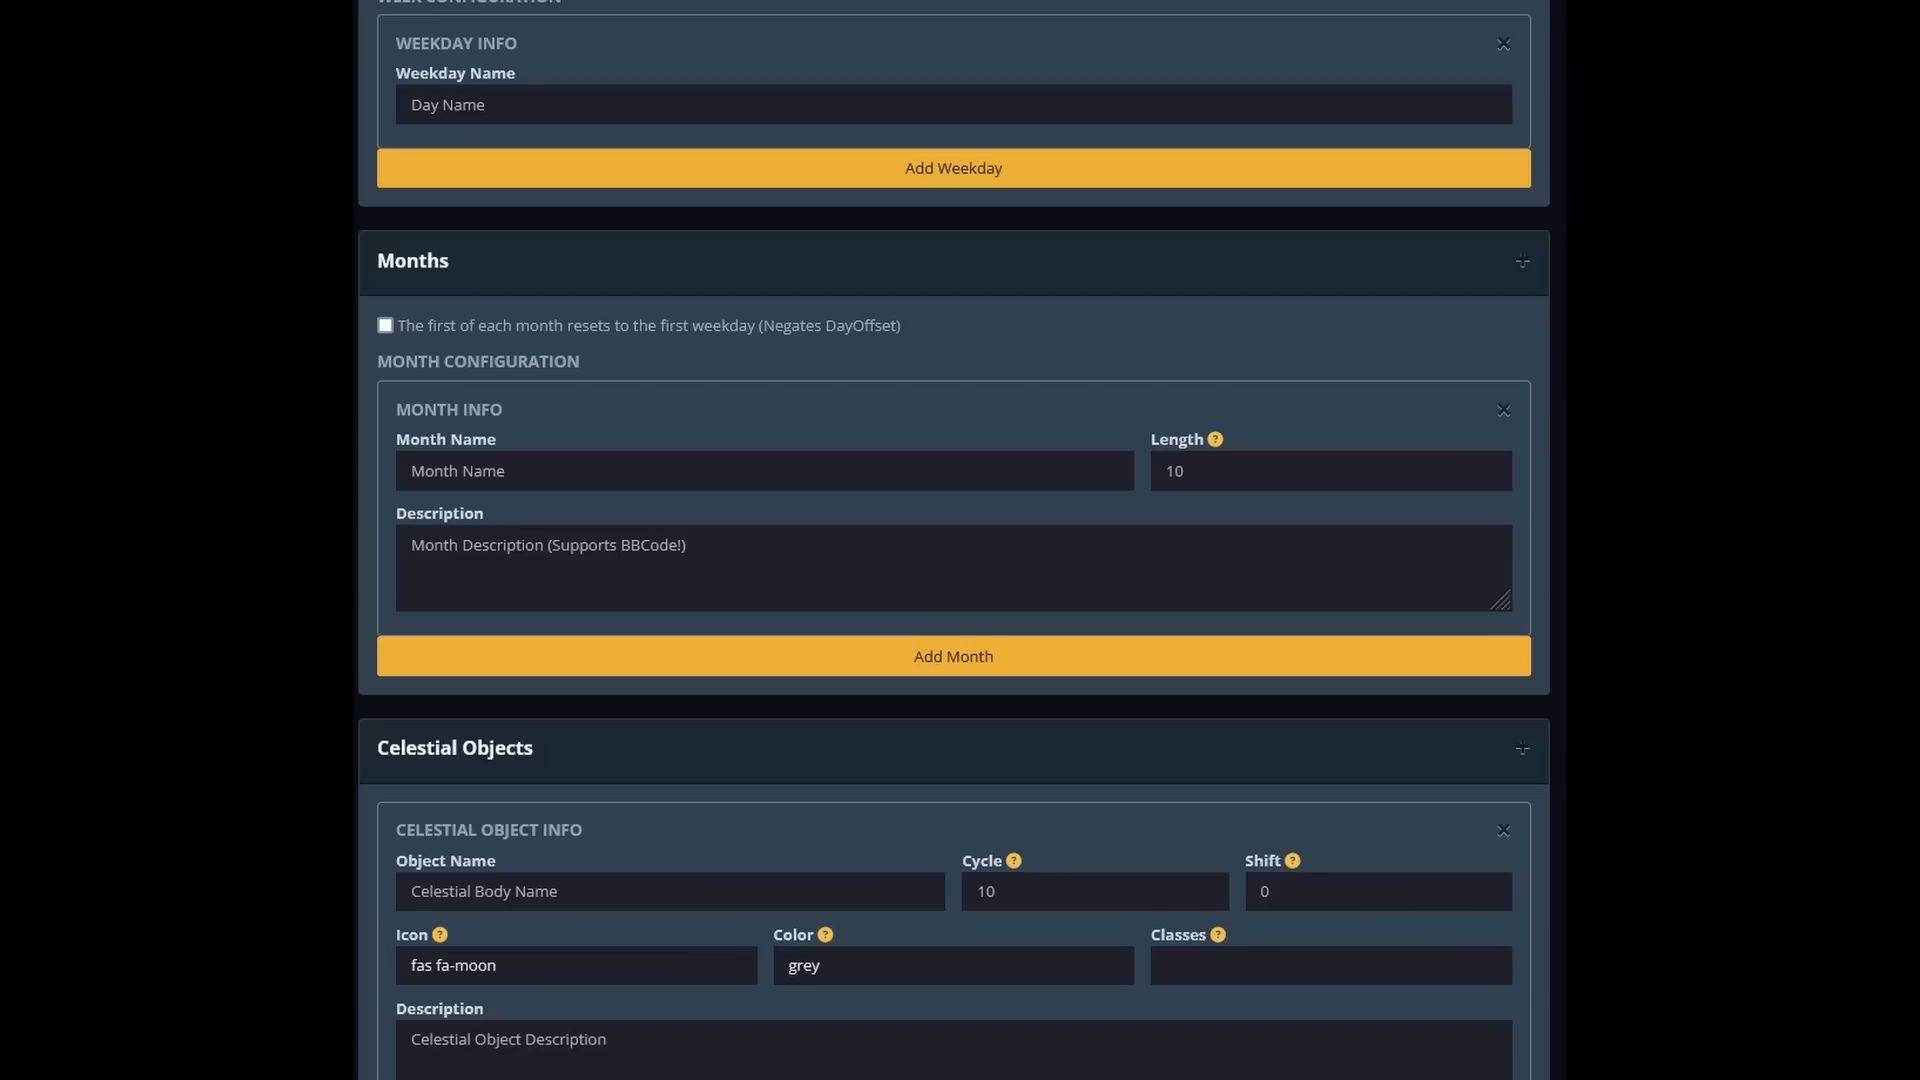 WEEK CONFIGURATION
WEEKDAY INFO
Weekday Name
Day Name
Add Weekday
Months
The first of each month resets to the first weekday (Negates DayOffset)
MONTH CONFIGURATION
MONTH INFO
Month Name
Length ?
Month Name
10
Description
Month Description (Supports BBCode!)
Add Month
Celestial Objects
CELESTIAL OBJECT INFO
Object Name
Cycle ?
Shift ?
Celestial Body Name
10
0
Icon ?
Color ?
Classes ?
fas fa-moon
grey
Description
Celestial Object Description